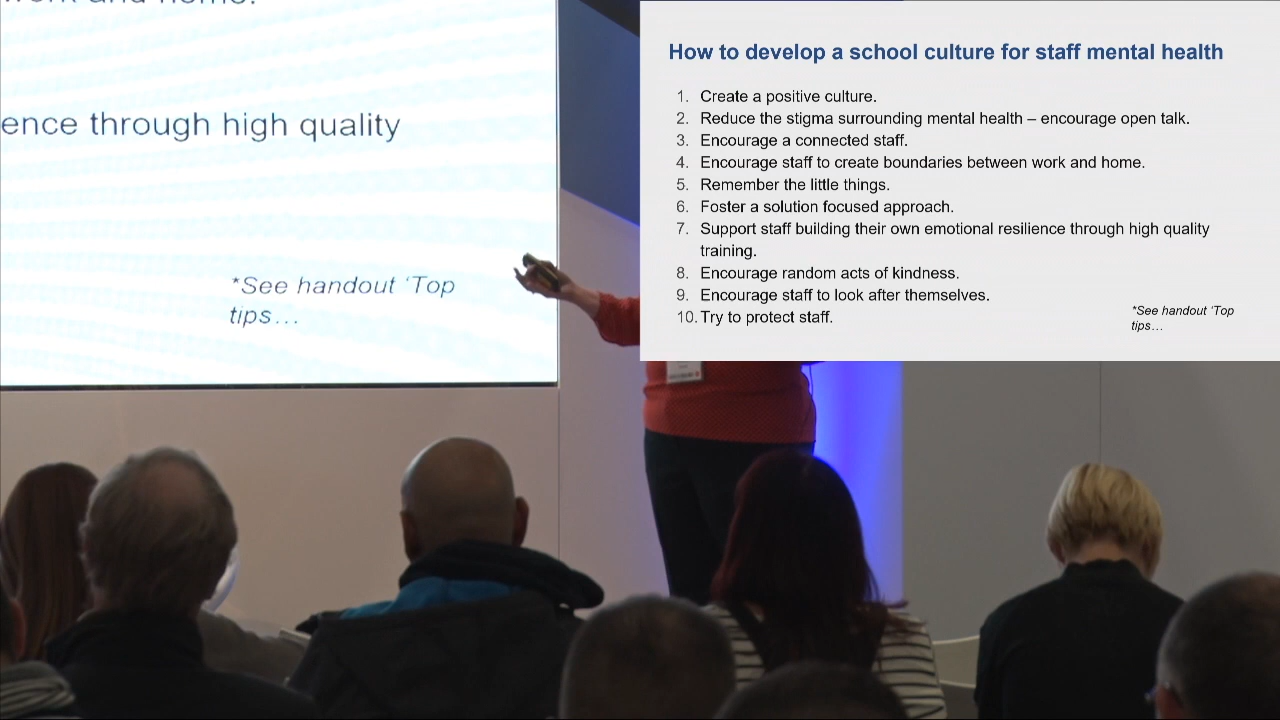 work and home.
ence through high quality
*See handout ‘Top
tips…
How to develop a school culture for staff mental health
1. Create a positive culture.
2. Reduce the stigma surrounding mental health – encourage open talk.
3. Encourage a connected staff.
4. Encourage staff to create boundaries between work and home.
5. Remember the little things.
6. Foster a solution focused approach.
7. Support staff building their own emotional resilience through high quality
training.
8. Encourage random acts of kindness.
9. Encourage staff to look after themselves.
10. Try to protect staff.
*See handout ‘Top
tips…